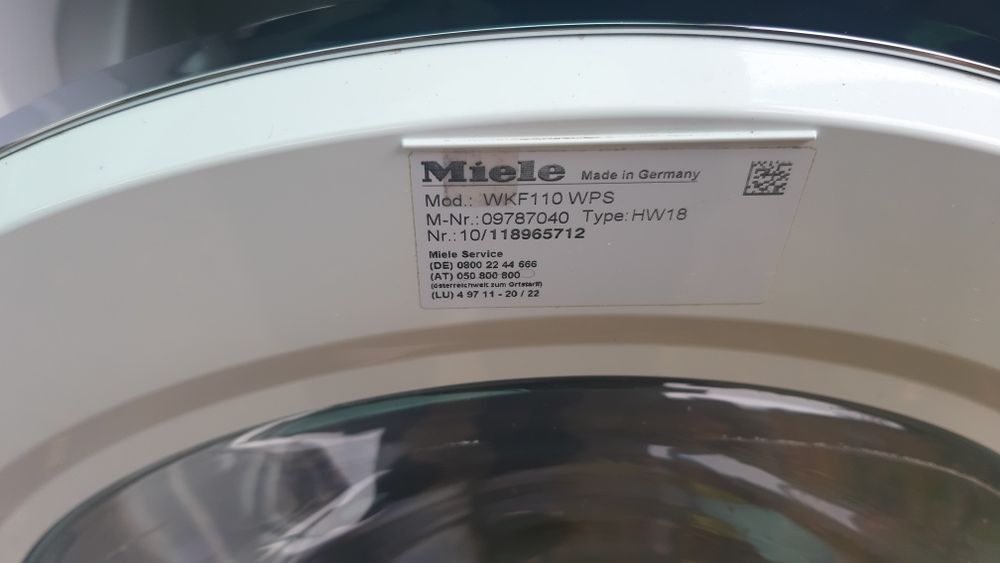 Miele Made in Germany
Mod.: WKF110 WPS
M-Nr.: 09787040 Type: HW18
Nr.: 10/118965712
Miele Service
(DE) 0800 22 44 666
(AT) 050 800 800
(österreichweit zum Ortstarif)
(LU) 4 97 11 - 20 / 22